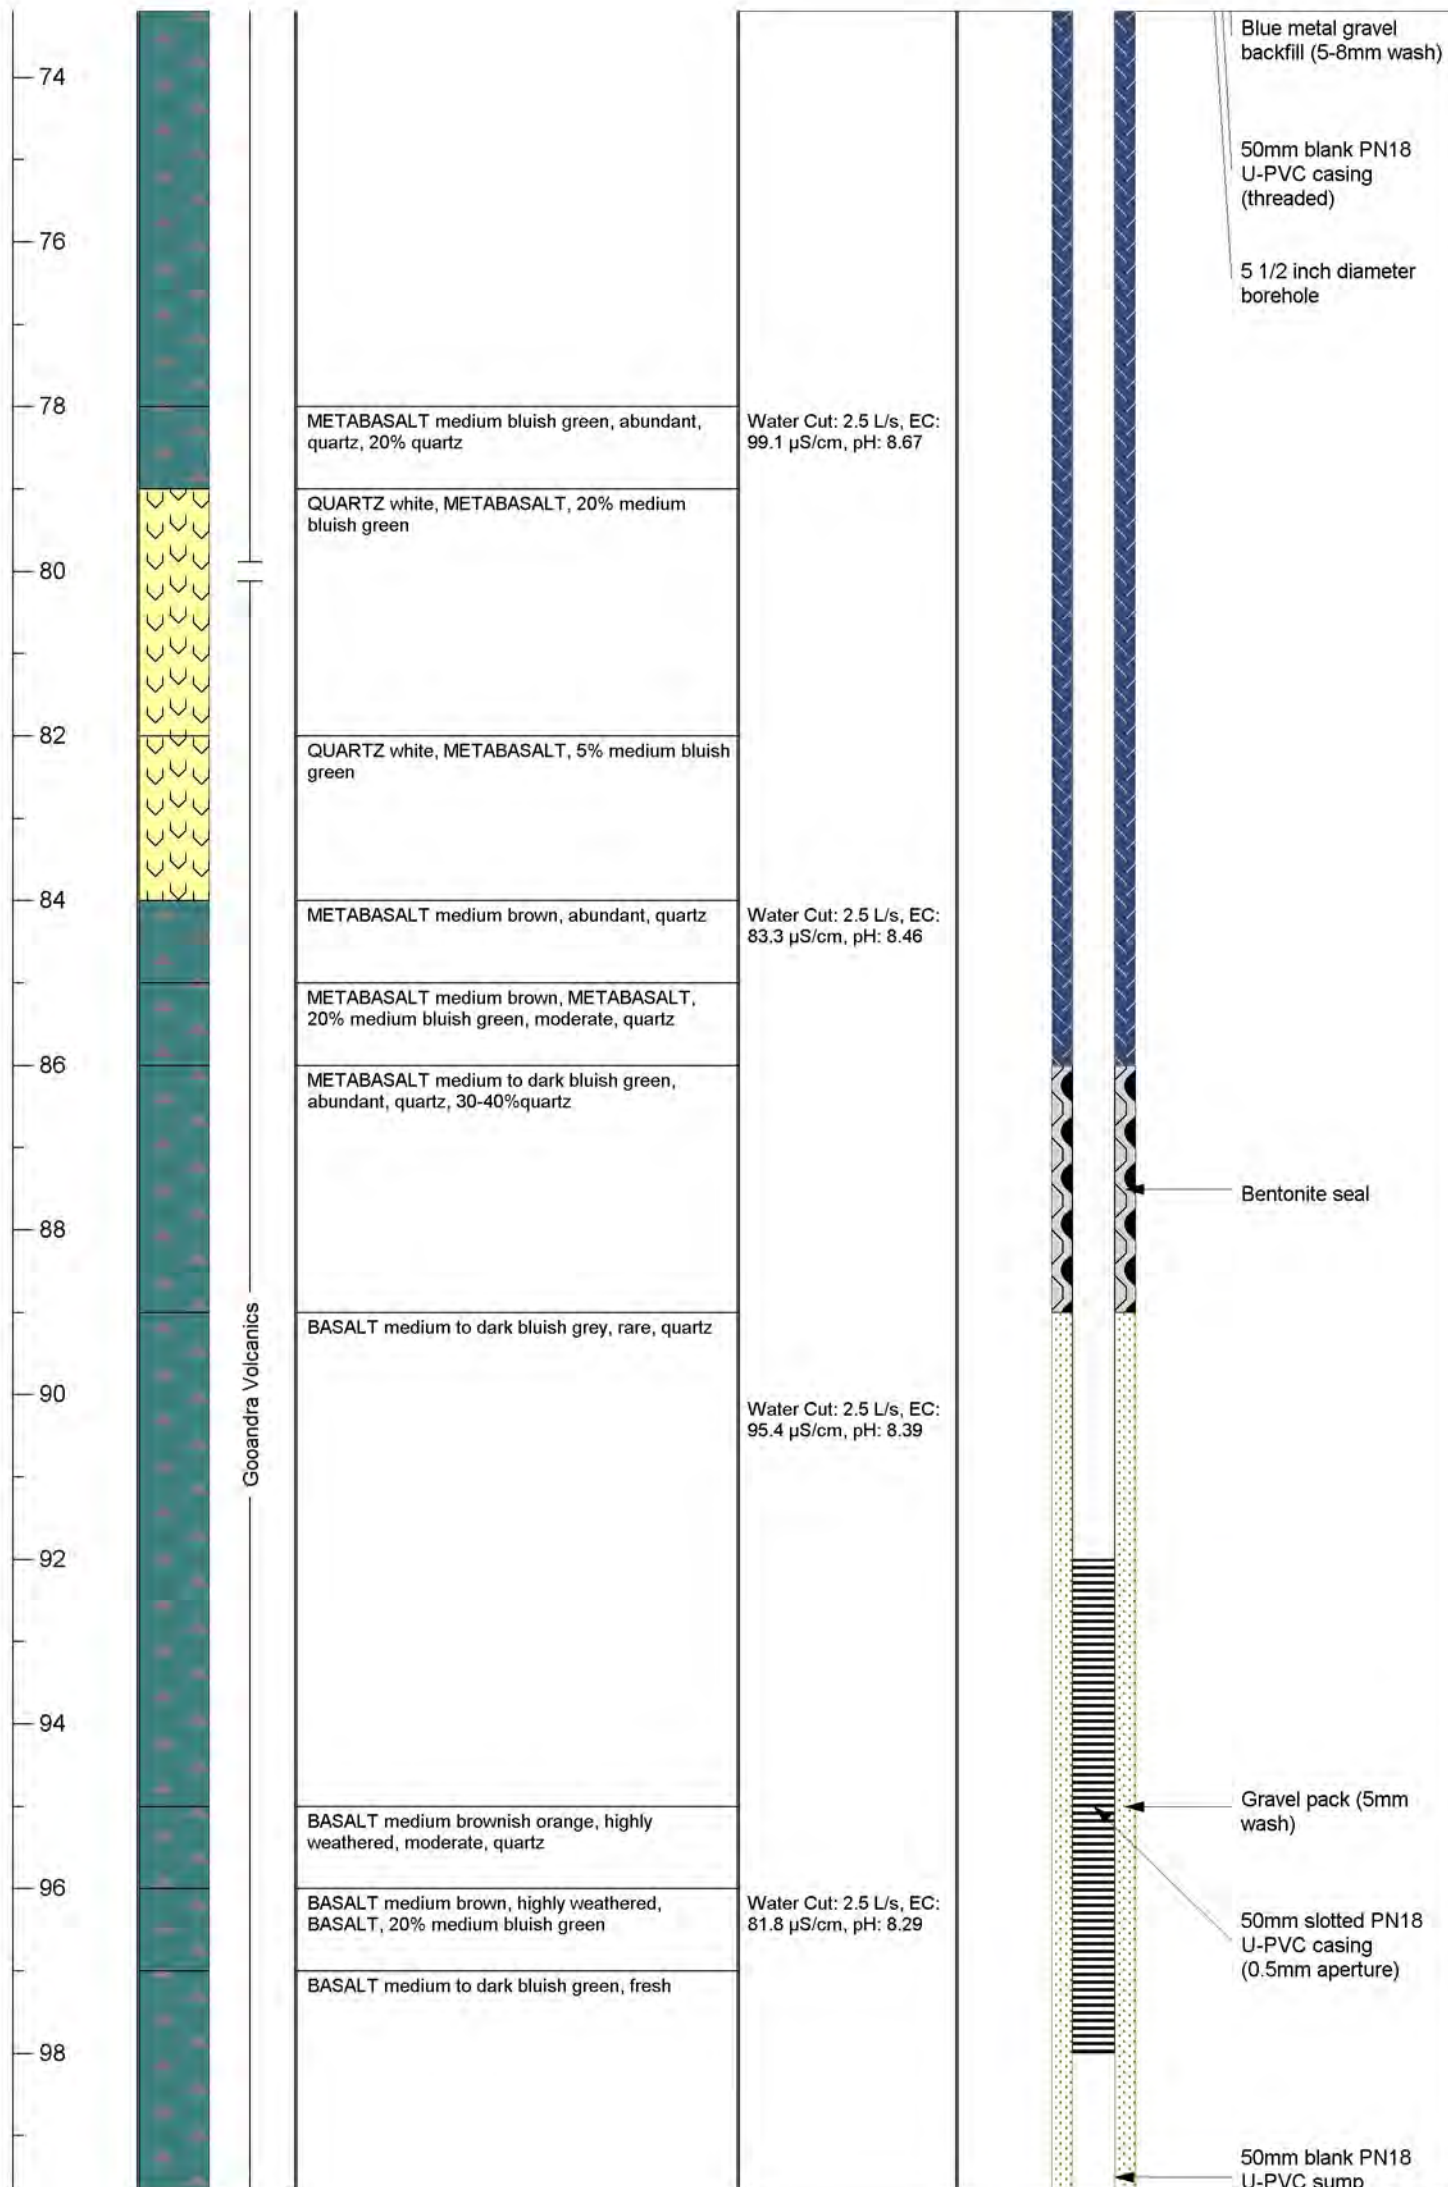 Blue metal gravel
backfill (5-8mm wash)
74
50mm blank PN18
U-PVC casing
(threaded)
76
5 1/2 inch diameter
borehole
78
METABASALT medium bluish green, abundant,
quartz, 20% quartz
Water Cut: 2.5 L/s, EC:
99.1 µS/cm, pH: 8.67
QUARTZ white, METABASALT, 20% medium
bluish green
80
82
QUARTZ white, METABASALT, 5% medium bluish
green
84
METABASALT medium brown, abundant, quartz
Water Cut: 2.5 L/s, EC:
83.3 µS/cm, pH: 8.46
METABASALT medium brown, METABASALT,
20% medium bluish green, moderate, quartz
86
METABASALT medium to dark bluish green,
abundant, quartz, 30-40%quartz
Bentonite seal
88
Gooandra Volcanics
BASALT medium to dark bluish grey, rare, quartz
90
Water Cut: 2.5 L/s, EC:
95.4 µS/cm, pH: 8.39
92
94
Gravel pack (5mm
wash)
BASALT medium brownish orange, highly
weathered, moderate, quartz
96
BASALT medium brown, highly weathered,
BASALT, 20% medium bluish green
Water Cut: 2.5 L/s, EC:
81.8 µS/cm, pH: 8.29
50mm slotted PN18
U-PVC casing
(0.5mm aperture)
BASALT medium to dark bluish green, fresh
98
50mm blank PN18
U-PVC sump